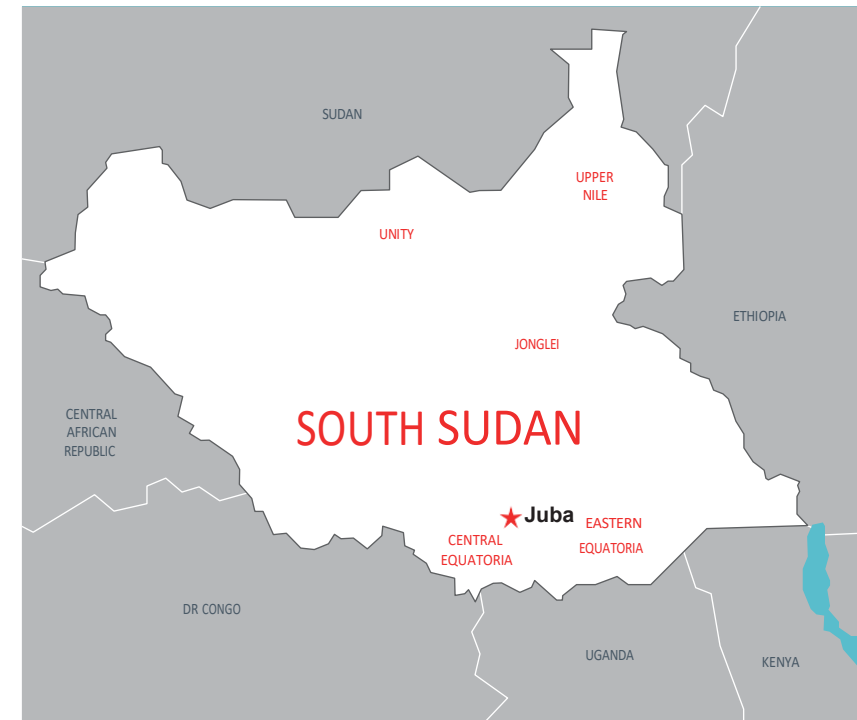 SUDAN
UPPER
NILE
UNITY
ETHIOPIA
JONGLEI
CENTRAL
AFRICAN
REPUBLIC
SOUTH SUDAN
Juba
EASTERN
EQUATORIA
CENTRAL
EQUATORIA
DR CONGO
UGANDA
KENYA